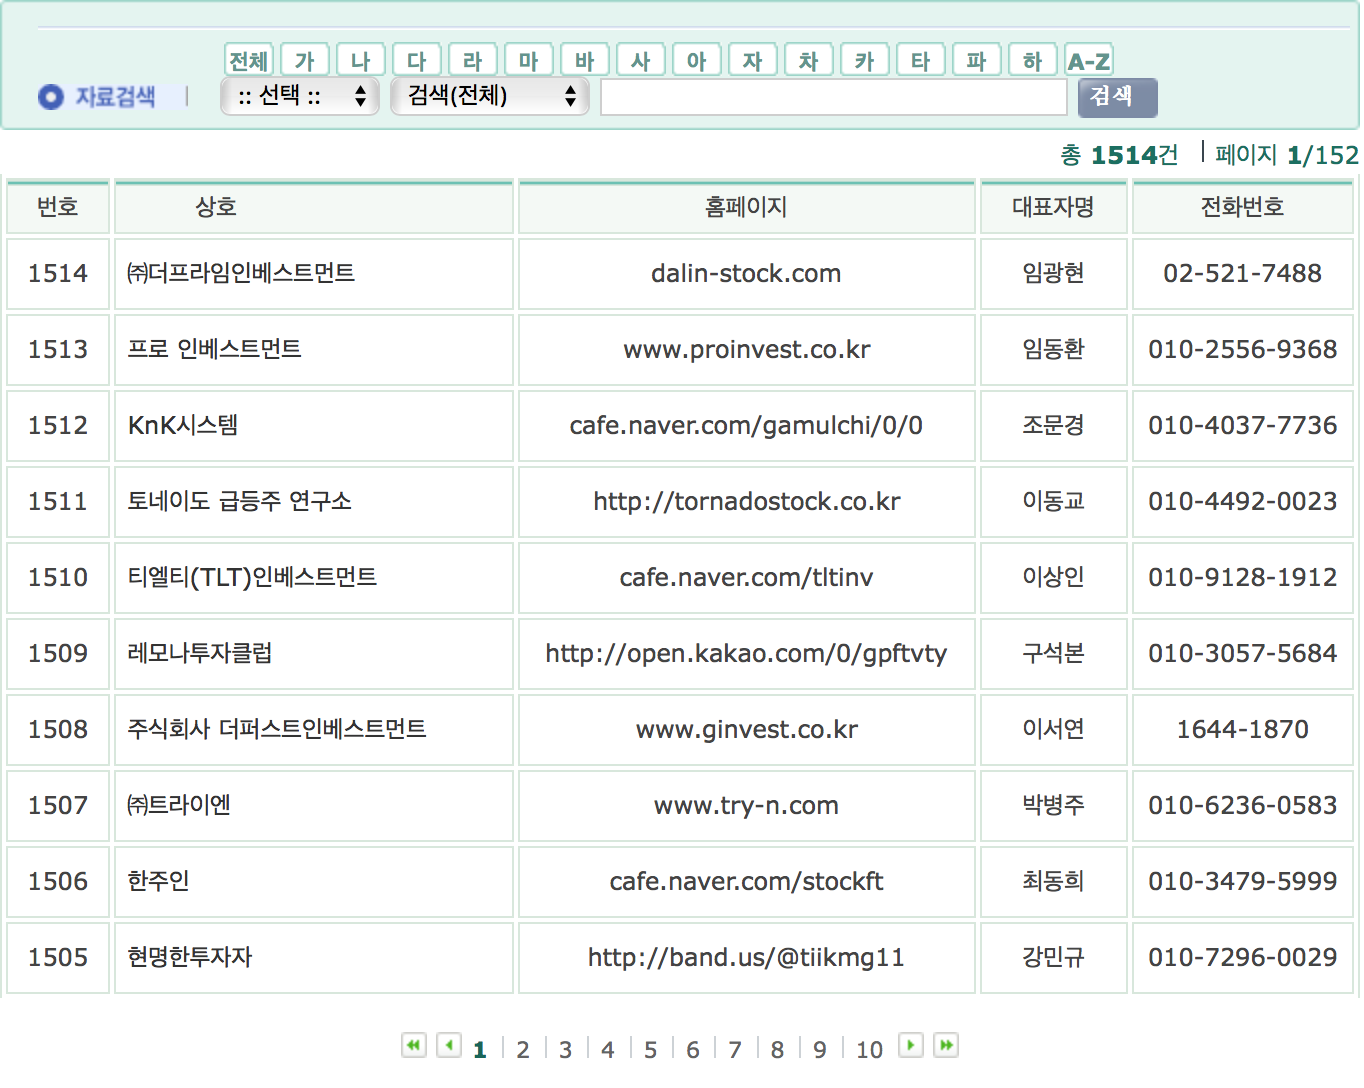 전체 가 나 다 라 마 바 사 아 자 차 카 타 파 하 A-Z
자료검색 :: 선택 :: 검색(전체) 검색
총 1514건 | 페이지 1/152
번호 상호 홈페이지 대표자명 전화번호
1514 ㈜더프라임인베스트먼트 dalin-stock.com 임광현 02-521-7488
1513 프로 인베스트먼트 www.proinvest.co.kr 임동환 010-2556-9368
1512 KnK시스템 cafe.naver.com/gamulchi/0/0 조문경 010-4037-7736
1511 토네이도 급등주 연구소 http://tornadostock.co.kr 이동교 010-4492-0023
1510 티엘티(TLT)인베스트먼트 cafe.naver.com/tltinv 이상인 010-9128-1912
1509 레모나투자클럽 http://open.kakao.com/0/gpftvty 구석본 010-3057-5684
1508 주식회사 더퍼스트인베스트먼트 www.ginvest.co.kr 이서연 1644-1870
1507 ㈜트라이엔 www.try-n.com 박병주 010-6236-0583
1506 한주인 cafe.naver.com/stockft 최동희 010-3479-5999
1505 현명한투자자 http://band.us/@tiikmg11 강민규 010-7296-0029
1 | 2 | 3 | 4 | 5 | 6 | 7 | 8 | 9 | 10